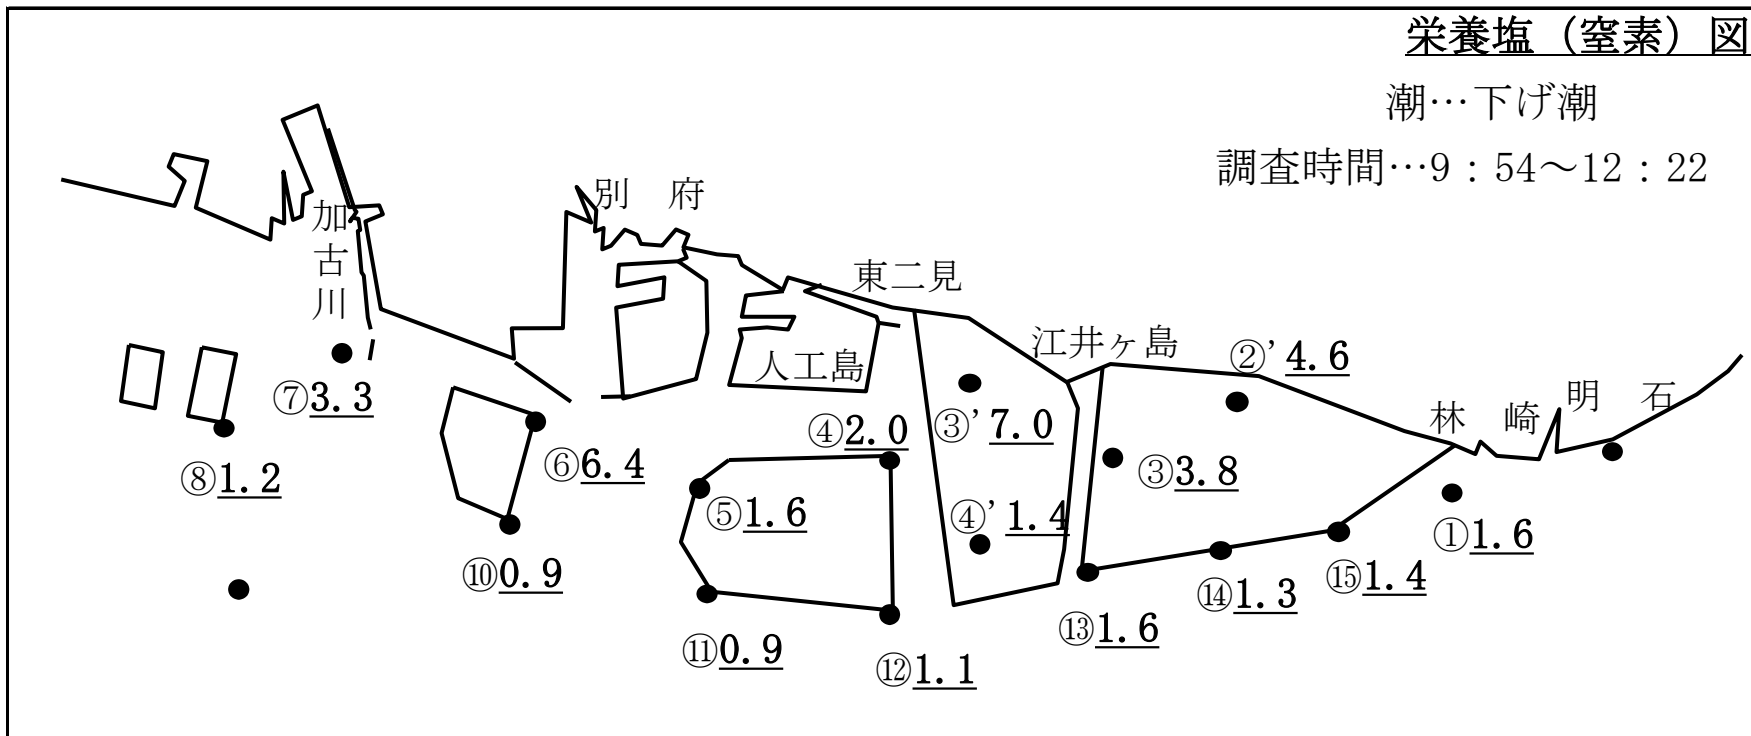 栄養塩（窒素）図
潮…下げ潮
調査時間…9：54～12：22
別　府
加古川
東二見
江井ヶ島
人工島
②' 4.6
林　崎
明　石
⑦3.3
③' 7.0
④2.0
⑥6.4
③3.8
⑧1.2
⑤1.6
④' 1.4
①1.6
⑩0.9
⑭1.3
⑮1.4
⑬1.6
⑪0.9
⑫1.1